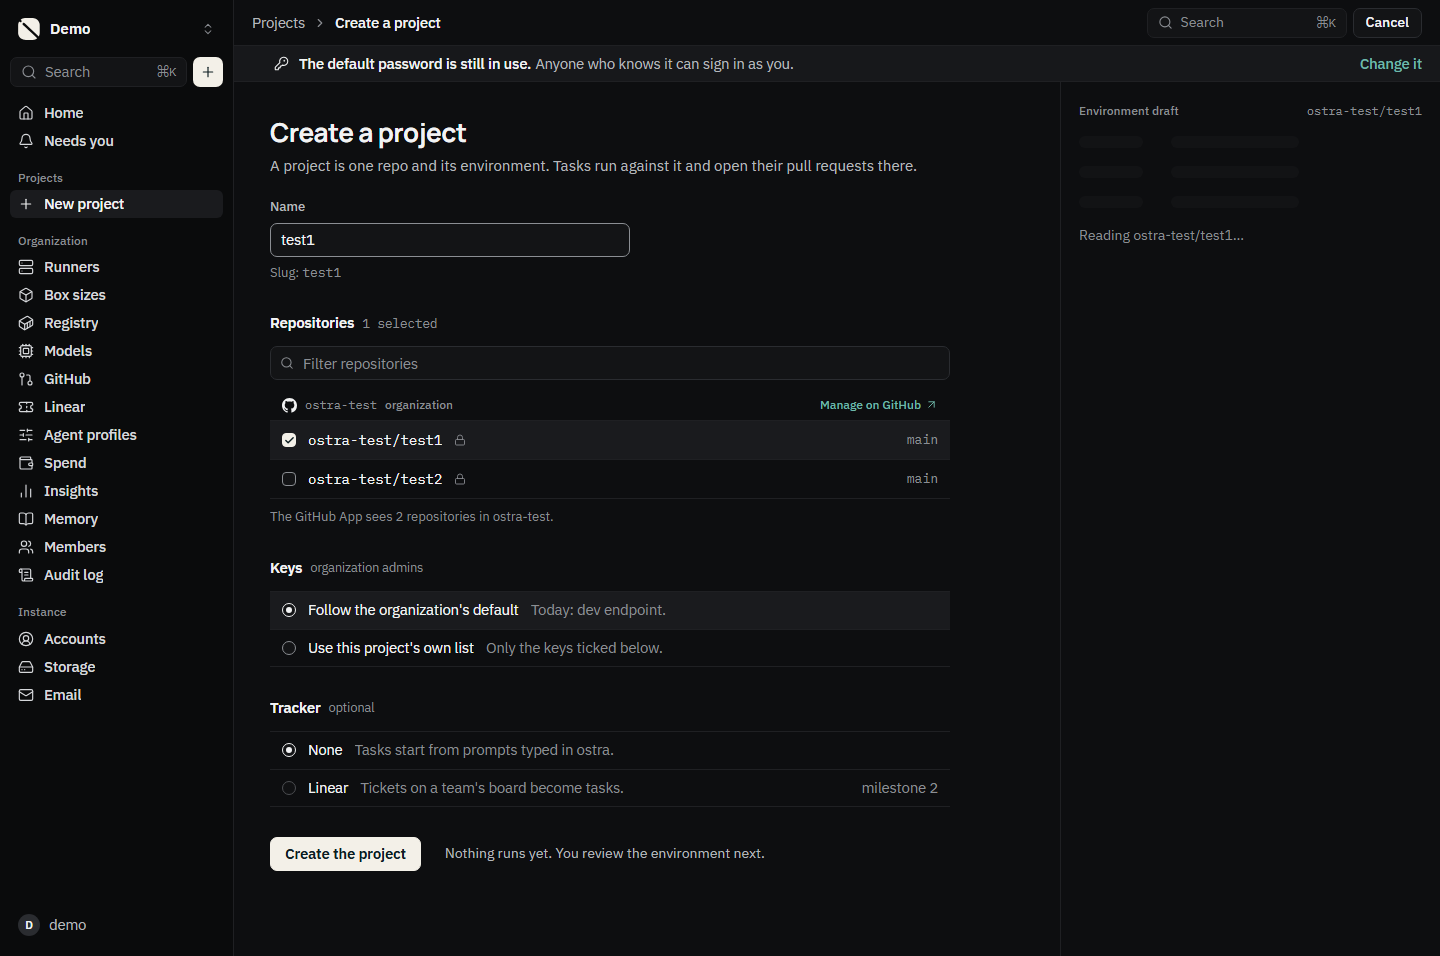 Demo
Search ⌘K
Home
Needs you
Projects
New project
Organization
Runners
Box sizes
Registry
Models
GitHub
Linear
Agent profiles
Spend
Insights
Memory
Members
Audit log
Instance
Accounts
Storage
Email
D demo
Projects > Create a project
Search ⌘K
Cancel
The default password is still in use. Anyone who knows it can sign in as you.
Change it
Create a project
A project is one repo and its environment. Tasks run against it and open their pull requests there.
Name
test1
Slug: test1
Repositories 1 selected
Filter repositories
ostra-test organization
Manage on GitHub
ostra-test/test1 main
ostra-test/test2 main
The GitHub App sees 2 repositories in ostra-test.
Keys organization admins
Follow the organization's default Today: dev endpoint.
Use this project's own list Only the keys ticked below.
Tracker optional
None Tasks start from prompts typed in ostra.
Linear Tickets on a team's board become tasks. milestone 2
Create the project
Nothing runs yet. You review the environment next.
Environment draft ostra-test/test1
Reading ostra-test/test1…